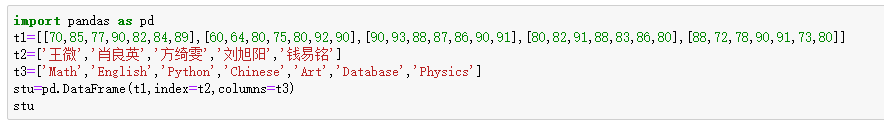 import pandas as pd
t1=[[70,85,77,90,82,84,89],[60,64,80,75,80,92,90],[90,93,88,87,86,90,91],[80,82,91,88,83,86,80],[88,72,78,90,91,73,80]]
t2=['王微','肖良英','方绮雯','刘旭阳','钱易铭']
t3=['Math','English','Python','Chinese','Art','Database','Physics']
stu=pd.DataFrame(t1,index=t2,columns=t3)
stu